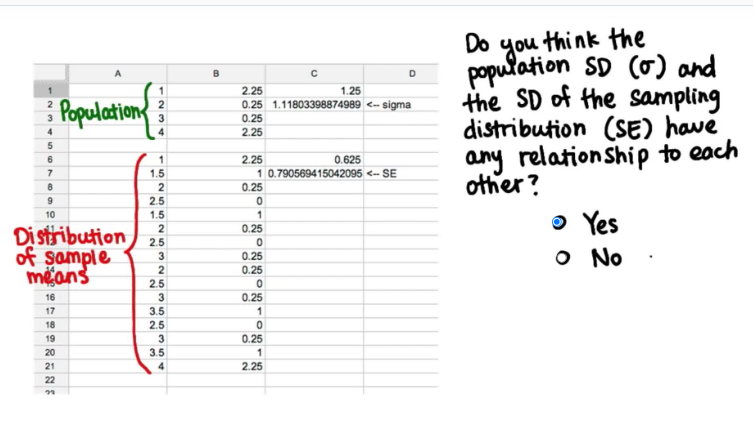 A B C D
1 1 2.25 1.25
2 2 0.25 1.11803398874989 <-- sigma
3 3 0.25
4 4 2.25
Population
5
6 1 2.25 0.625
7 1.5 1 0.790569415042095 <-- SE
8 2 0.25
9 2.5 0
10 1.5 1
2 0.25
2.5 0
3 0.25
14 2 0.25
15 2.5 0
16 3 0.25
17 3.5 1
18 2.5 0
19 3 0.25
20 3.5 1
21 4 2.25
22
23
Distribution
of sample
means
Do you think the
population SD (σ) and
the SD of the sampling
distribution (SE) have
any relationship to each
other?
Yes
No